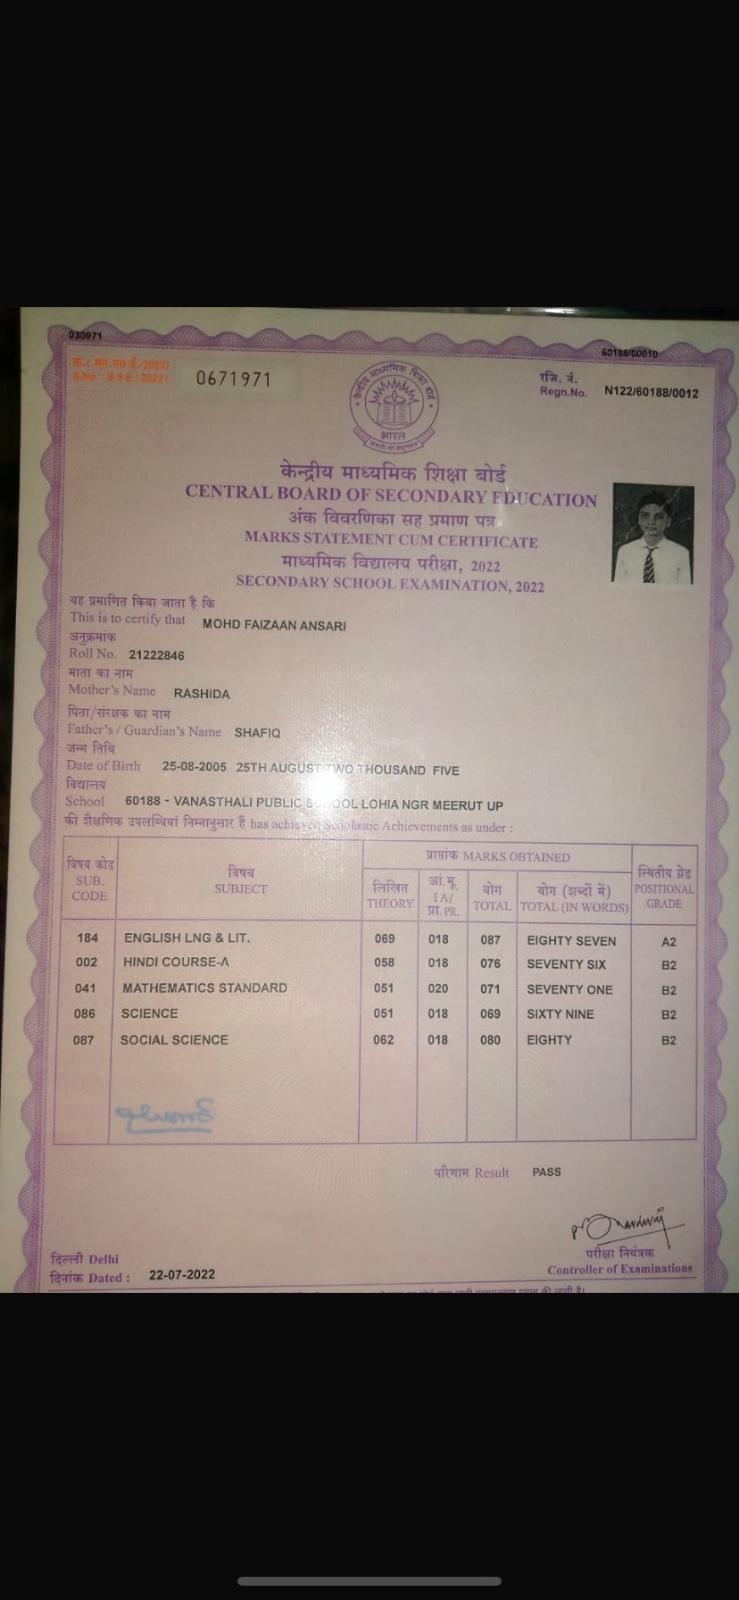 030971
60188/00010
क्र.: एस.एस.ई./2022/
S.No. : S S E / 2022 /
0671971
रजि. नं.
Regn.No. N122/60188/0012
भारत
केन्द्रीय माध्यमिक शिक्षा बोर्ड
CENTRAL BOARD OF SECONDARY EDUCATION
अंक विवरणिका सह प्रमाण पत्र
MARKS STATEMENT CUM CERTIFICATE
माध्यमिक विद्यालय परीक्षा, 2022
SECONDARY SCHOOL EXAMINATION, 2022
यह प्रमाणित किया जाता है कि
This is to certify that MOHD FAIZAAN ANSARI
अनुक्रमांक
Roll No. 21222846
माता का नाम
Mother's Name RASHIDA
पिता/संरक्षक का नाम
Father's / Guardian's Name SHAFIQ
जन्म तिथि
Date of Birth 25-08-2005 25TH AUGUST TWO THOUSAND FIVE
विद्यालय
School 60188 - VANASTHALI PUBLIC SCHOOL LOHIA NGR MEERUT UP
की शैक्षणिक उपलब्धियां निम्नानुसार हैं has achieved Scholastic Achievements as under :
विषय कोड SUB. CODE
विषय SUBJECT
प्राप्तांक MARKS OBTAINED
लिखित THEORY
आं.मू. I A/ प्रा. PR.
योग TOTAL
योग (शब्दों में) TOTAL (IN WORDS)
स्थितीय ग्रेड POSITIONAL GRADE
184 ENGLISH LNG & LIT. 069 018 087 EIGHTY SEVEN A2
002 HINDI COURSE-A 058 018 076 SEVENTY SIX B2
041 MATHEMATICS STANDARD 051 020 071 SEVENTY ONE B2
086 SCIENCE 051 018 069 SIXTY NINE B2
087 SOCIAL SCIENCE 062 018 080 EIGHTY B2
परिणाम Result PASS
दिल्ली Delhi
दिनांक Dated : 22-07-2022
परीक्षा नियंत्रक
Controller of Examinations